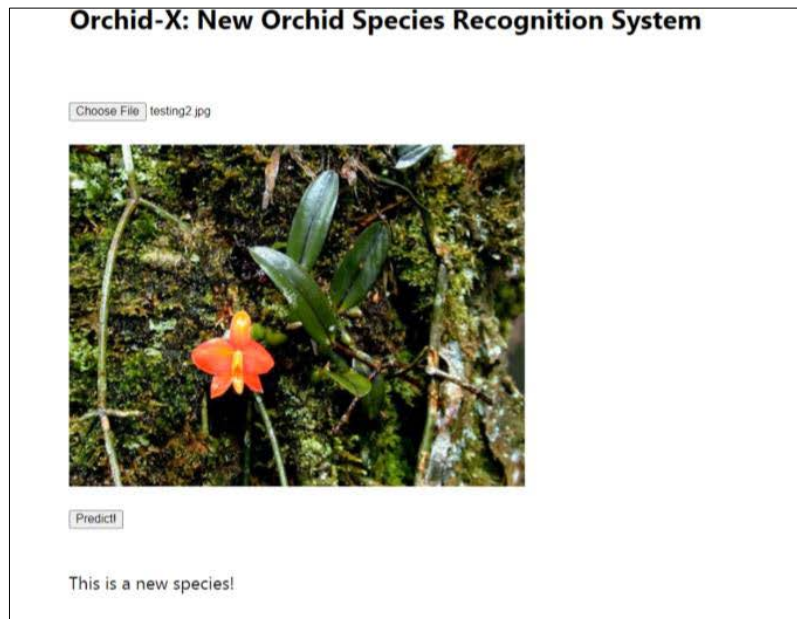 Orchid-X: New Orchid Species Recognition System
Choose File testing2.jpg
Predict!
This is a new species!